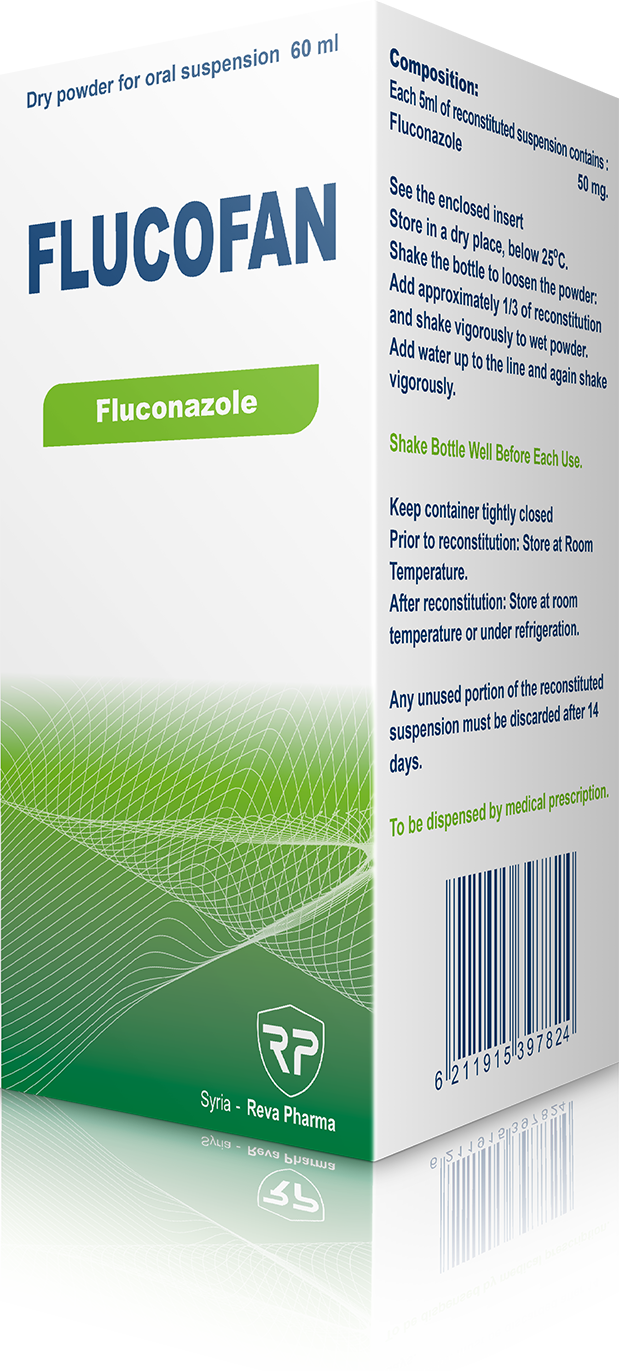 Dry powder for oral suspension 60 ml
FLUCOFAN
Fluconazole
RP
Syria - Reva Pharma
Composition:
Each 5ml of reconstituted suspension contains :
Fluconazole 50 mg.
See the enclosed insert
Store in a dry place, below 25°C.
Shake the bottle to loosen the powder:
Add approximately 1/3 of reconstitution
and shake vigorously to wet powder.
Add water up to the line and again shake
vigorously.
Shake Bottle Well Before Each Use.
Keep container tightly closed
Prior to reconstitution: Store at Room
Temperature.
After reconstitution: Store at room
temperature or under refrigeration.
Any unused portion of the reconstituted
suspension must be discarded after 14
days.
To be dispensed by medical prescription.
6 211915 397824